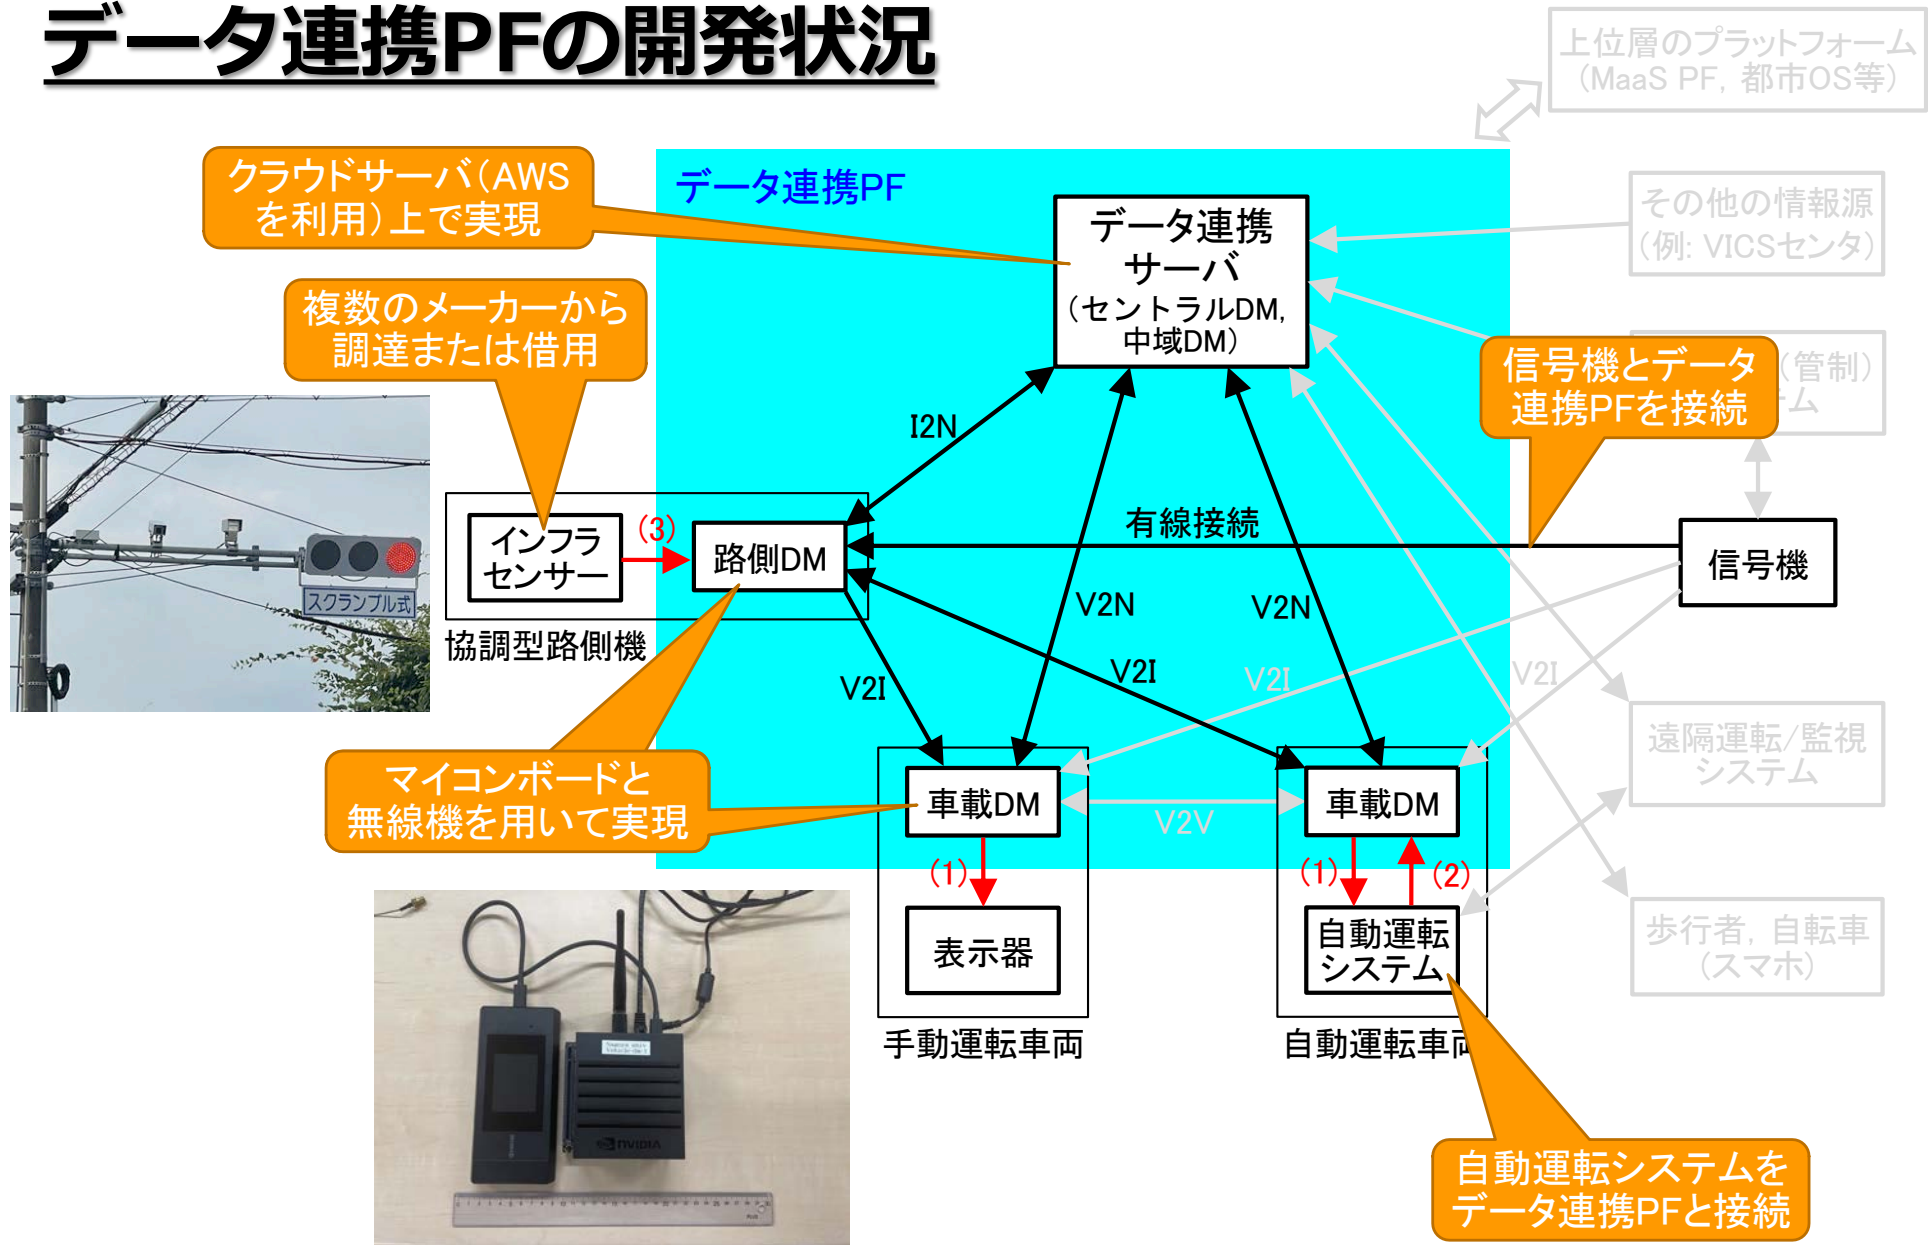 データ連携PFの開発状況
上位層のプラットフォーム
(MaaS PF, 都市OS等)
クラウドサーバ(AWS
を利用)上で実現
データ連携PF
データ連携
サーバ
(セントラルDM,
中域DM)
その他の情報源
(例: VICSセンタ)
複数のメーカーから
調達または借用
信号機とデータ
連携PFを接続
(管制)
I2N
有線接続
インフラ
センサー
(3)
路側DM
信号機
スクランブル式
協調型路側機
V2N
V2N
V2I
V2I
V2I
V2I
遠隔運転/監視
システム
マイコンボードと
無線機を用いて実現
車載DM
V2V
車載DM
(1)
(1)
(2)
表示器
自動運転
システム
歩行者, 自転車
(スマホ)
手動運転車両
自動運転車両
NVIDIA
自動運転システムを
データ連携PFと接続